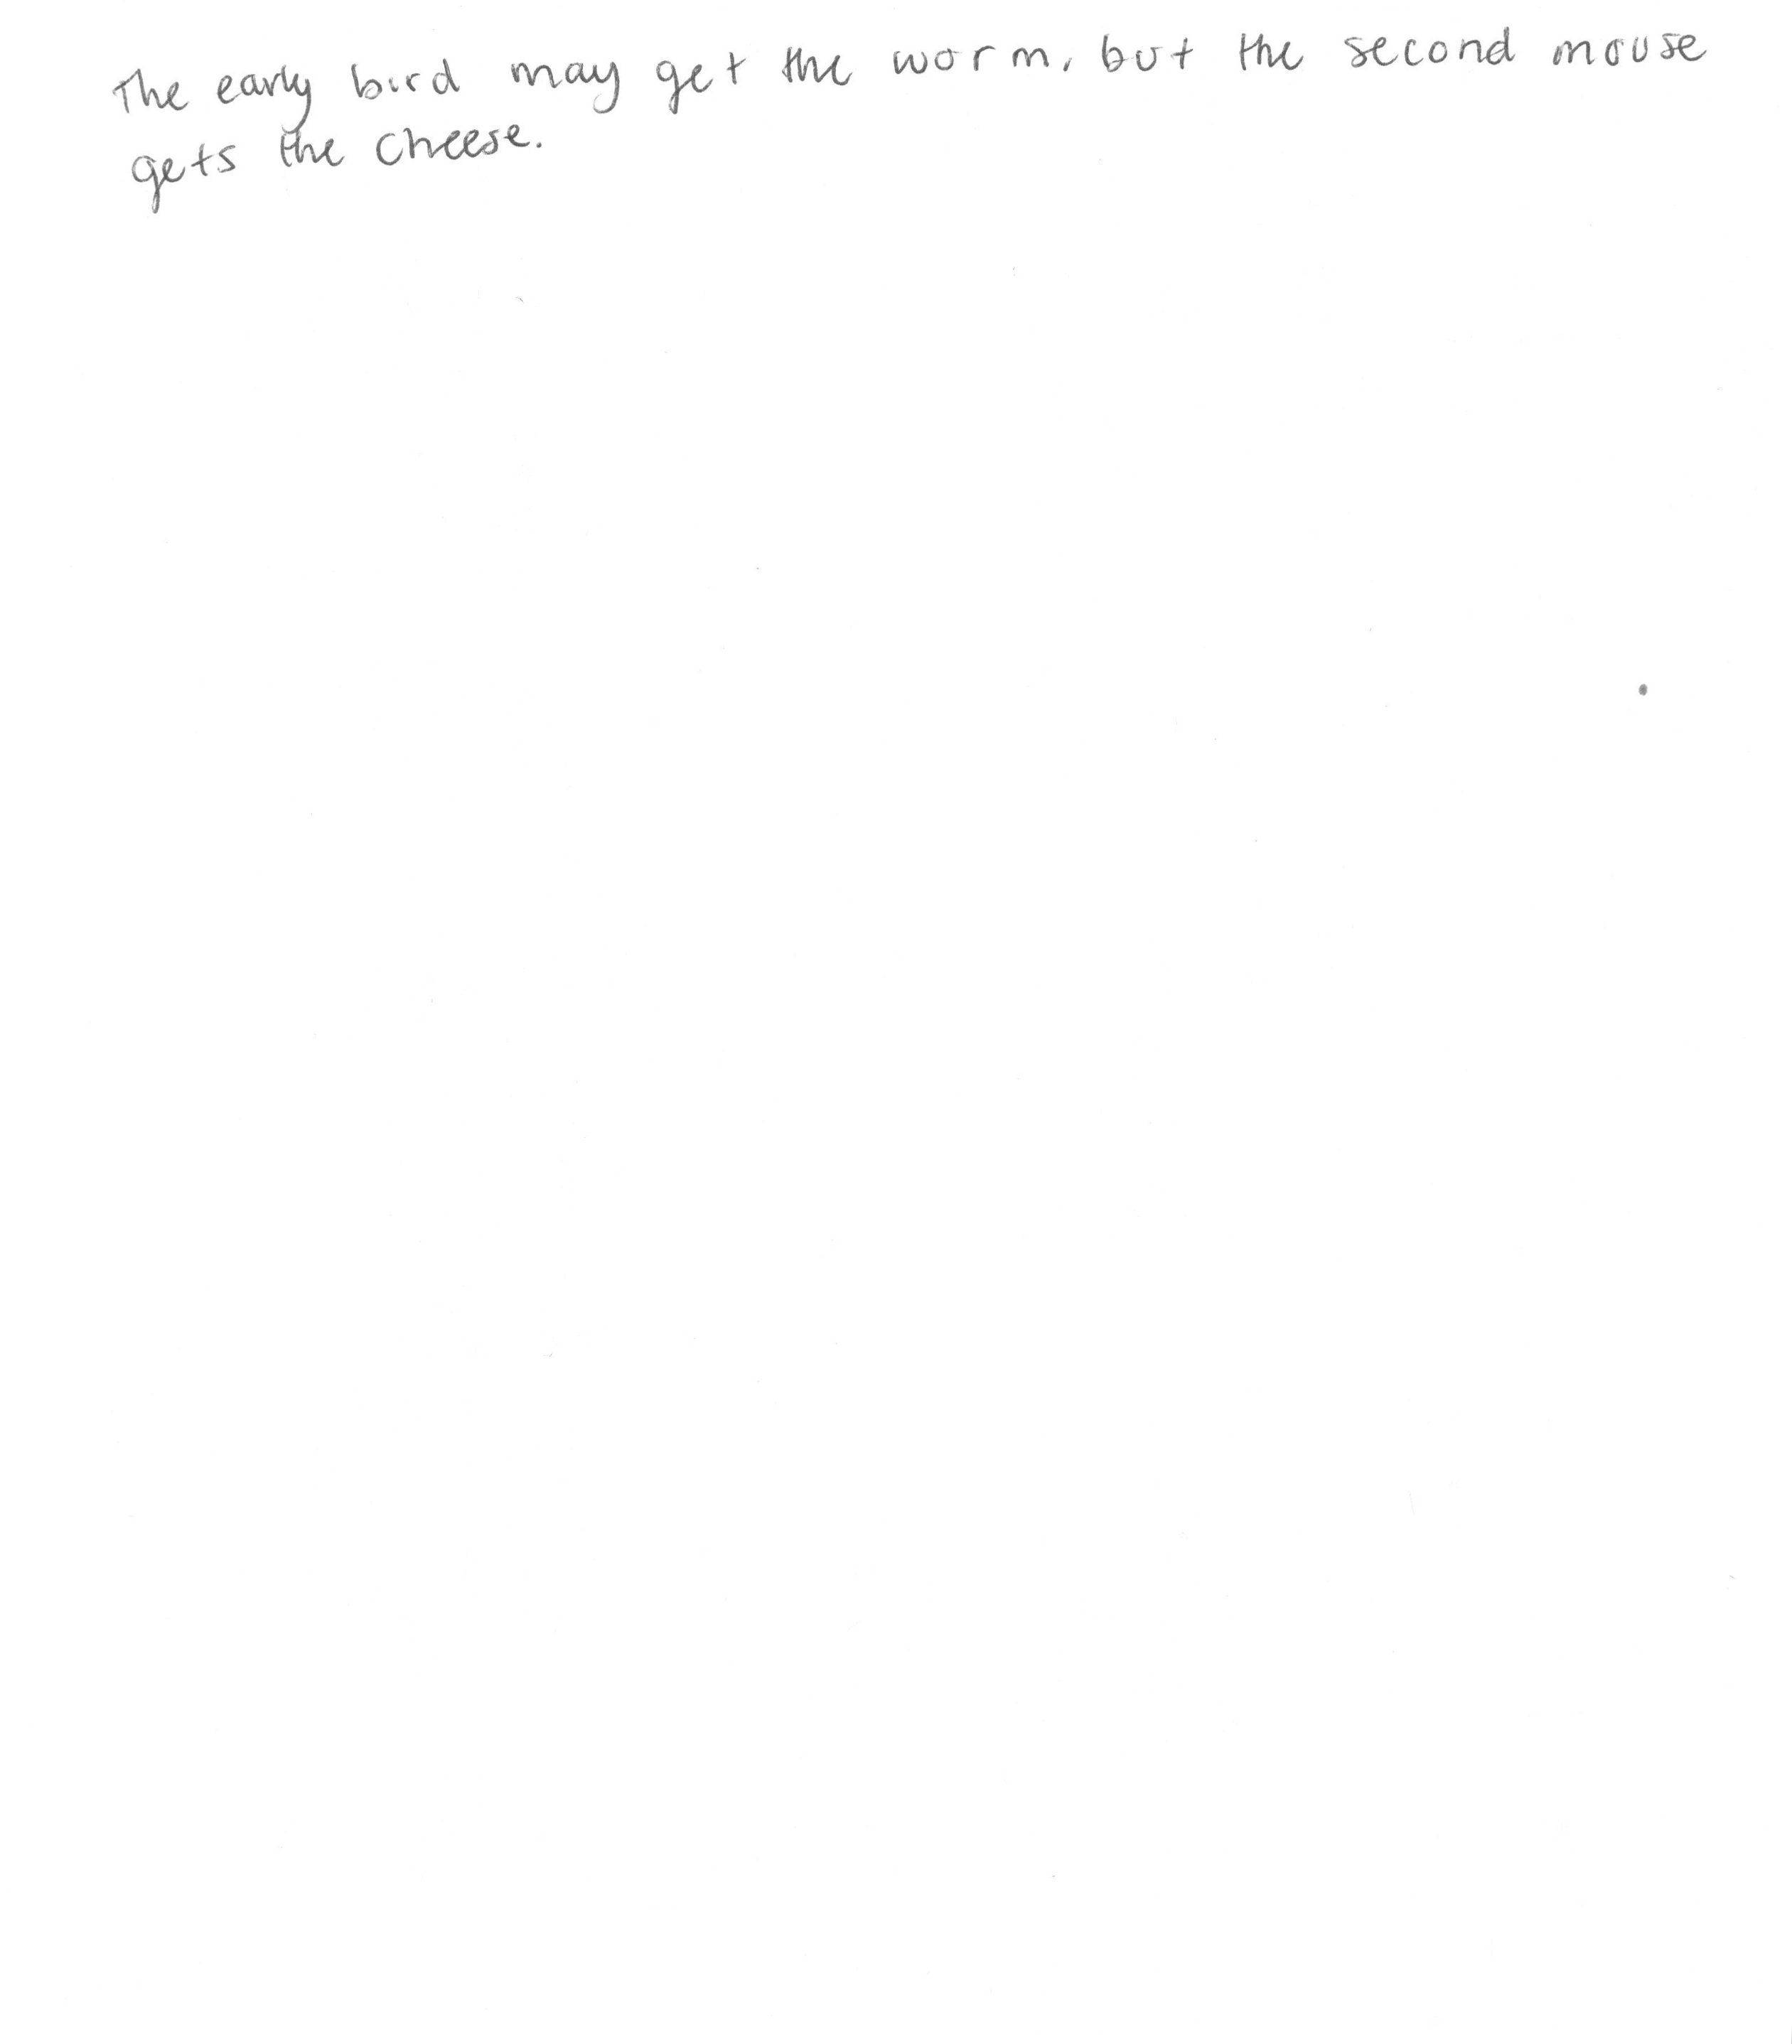 The early bird may get the worm, but the second mouse
gets the cheese.